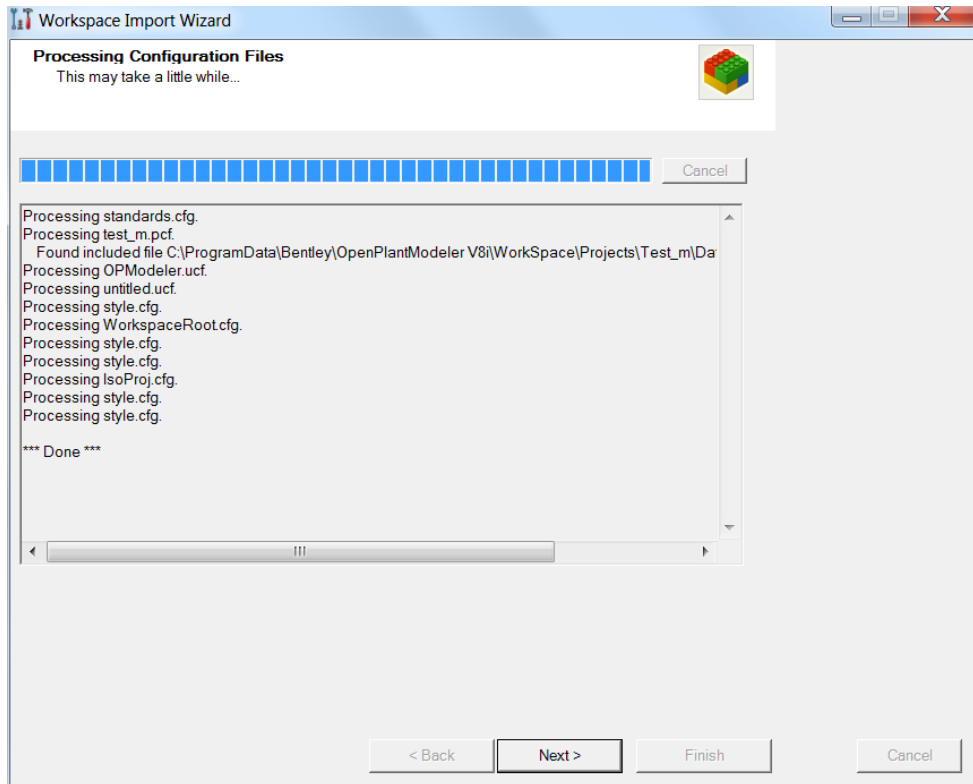 Workspace Import Wizard
Processing Configuration Files
This may take a little while...
Cancel
Processing standards.cfg.
Processing test_m.pcf.
Found included file C:\ProgramData\Bentley\OpenPlantModeler V8i\WorkSpace\Projects\Test_m\Da
Processing OPModeler.ucf.
Processing untitled.ucf.
Processing style.cfg.
Processing WorkspaceRoot.cfg.
Processing style.cfg.
Processing style.cfg.
Processing IsoProj.cfg.
Processing style.cfg.
Processing style.cfg.
*** Done ***
< Back Next > Finish Cancel